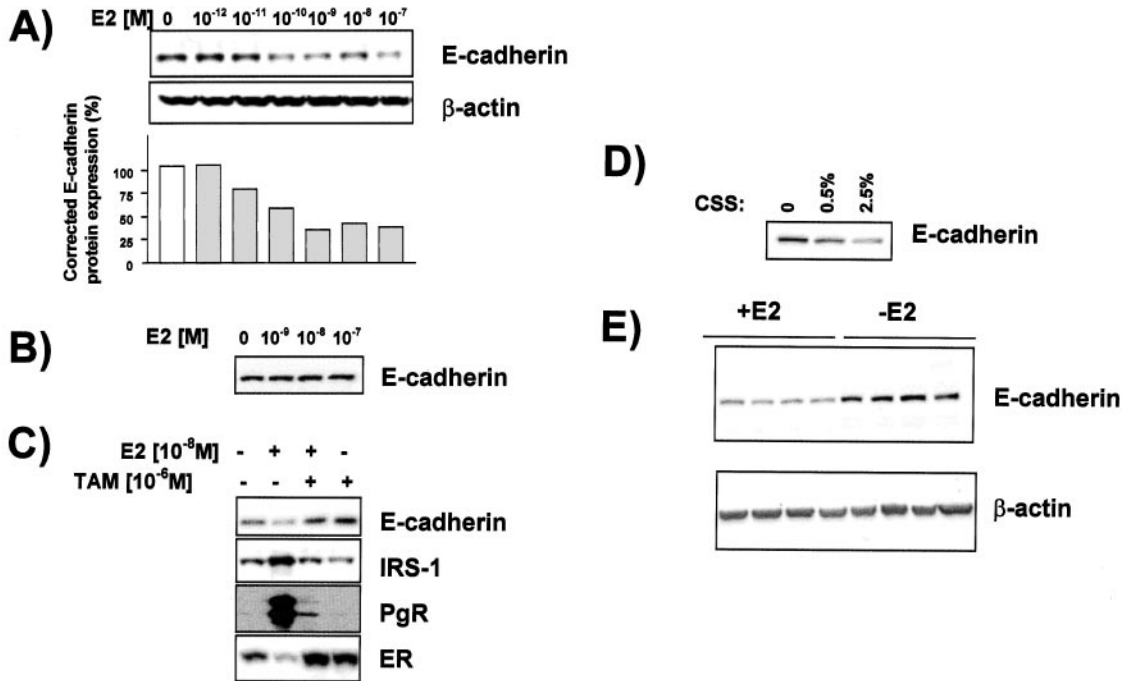 A)
E2 [M] 0 10⁻¹² 10⁻¹¹ 10⁻¹⁰ 10⁻⁹ 10⁻⁸ 10⁻⁷
E-cadherin
β-actin
Corrected E-cadherin
protein expression (%)
100
75
50
25
0
B)
E2 [M] 0 10⁻⁹ 10⁻⁸ 10⁻⁷
E-cadherin
C)
E2 [10⁻⁸M] - + + -
TAM [10⁻⁶M] - - + +
E-cadherin
IRS-1
PgR
ER
D)
CSS: 0 0.5% 2.5%
E-cadherin
E)
+E2 -E2
E-cadherin
β-actin